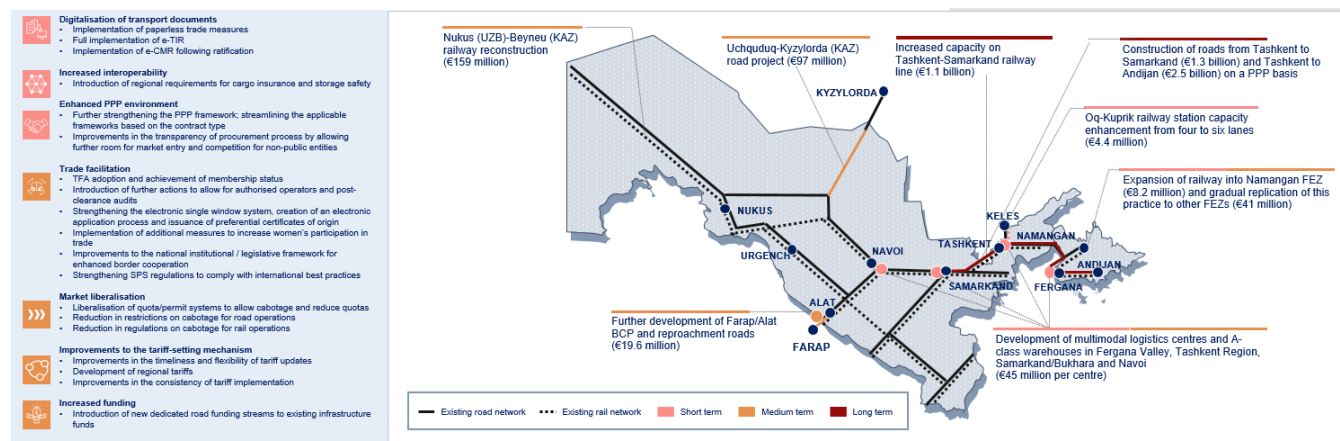 Digitalisation of transport documents
- Implementation of paperless trade measures
- Full implementation of e-TIR
- Implementation of e-CMR following ratification
Increased interoperability
- Introduction of regional requirements for cargo insurance and storage safety
Enhanced PPP environment
- Further strengthening the PPP framework; streamlining the applicable
frameworks based on the contract type
- Improvements in the transparency of procurement process by allowing
further room for market entry and competition for non-public entities
Trade facilitation
- TFA adoption and achievement of membership status
- Introduction of further actions to allow for authorised operators and post-
clearance audits
- Strengthening the electronic single window system, creation of an electronic
application process and issuance of preferential certificates of origin
- Implementation of additional measures to increase women's participation in
trade
- Improvements to the national institutional / legislative framework for
enhanced border cooperation
- Strengthening SPS regulations to comply with international best practices
Market liberalisation
- Liberalisation of quota/permit systems to allow cabotage and reduce quotas
- Reduction in restrictions on cabotage for road operations
- Reduction in regulations on cabotage for rail operations
Improvements to the tariff-setting mechanism
- Improvements in the timeliness and flexibility of tariff updates
- Development of regional tariffs
- Improvements in the consistency of tariff implementation
Increased funding
- Introduction of new dedicated road funding streams to existing infrastructure
funds
Nukus (UZB)-Beyneu (KAZ)
railway reconstruction
(€159 million)
Uchquduq-Kyzylorda (KAZ)
road project (€97 million)
Increased capacity on
Tashkent-Samarkand railway
line (€1.1 billion)
Construction of roads from Tashkent to
Samarkand (€1.3 billion) and Tashkent to
Andijan (€2.5 billion) on a PPP basis
Oq-Kuprik railway station capacity
enhancement from four to six lanes
(€4.4 million)
Expansion of railway into Namangan FEZ
(€8.2 million) and gradual replication of this
practice to other FEZs (€41 million)
KYZYLORDA
NUKUS
URGENCH
NAVOI
ALAT
FARAP
KELES
TASHKENT
NAMANGAN
SAMARKAND
ANDIJAN
FERGANA
Further development of Farap/Alat
BCP and reproachment roads
(€19.6 million)
Development of multimodal logistics centres and A-
class warehouses in Fergana Valley, Tashkent Region,
Samarkand/Bukhara and Navoi
(€45 million per centre)
Existing road network
Existing rail network
Short term
Medium term
Long term